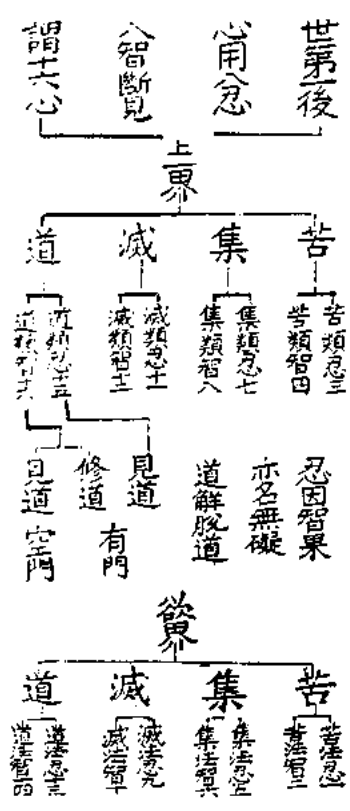 世第一後
心用八忍
八智斷見
謂十六心
上界
苦
集
滅
道
苦類忍三
苦類智四
集類忍七
集類智八
滅類忍十一
滅類智十二
道類忍十五
道類智十六
忍因智果
亦名無礙
道解脫道
見道
修道
見道
有門
空門
欲界
苦
集
滅
道
苦法忍一
苦法智二
集法忍五
集法智六
滅法忍九
滅法智十
道法忍十三
道法智十四